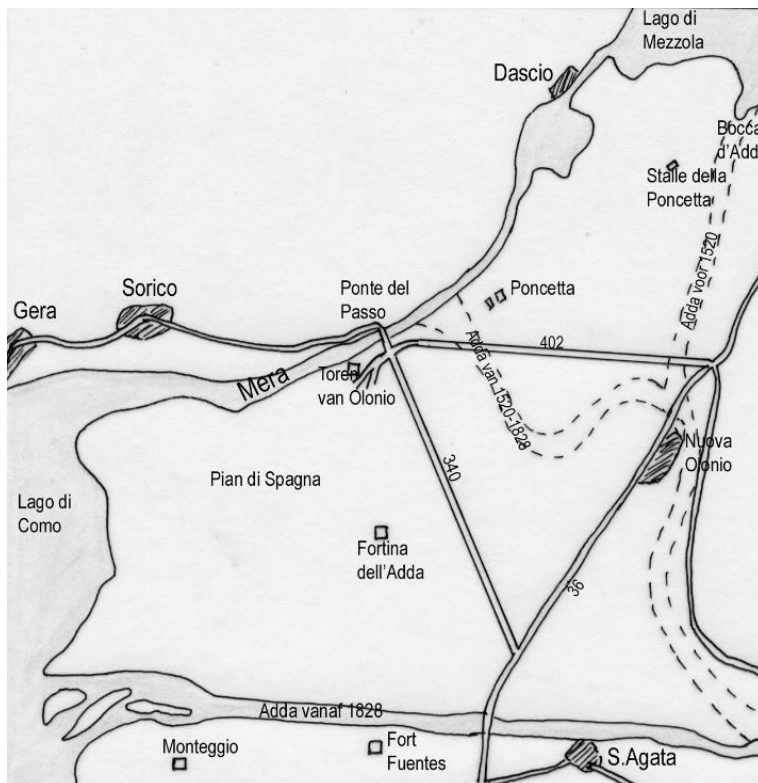 Lago di
Mezzola
Dascio
Bocca
d'Adda
Stalle della
Poncetta
Adda voor 1520
Sorico
Ponte del
Passo
Poncetta
Gera
402
Mera
Toren
van Olonio
Adda van 1520-1828
Nuova
Olonio
340
Pian di Spagna
Lago di
Como
Fortina
dell'Adda
36
Adda vanaf 1828
Monteggio
Fort
Fuentes
S.Agata